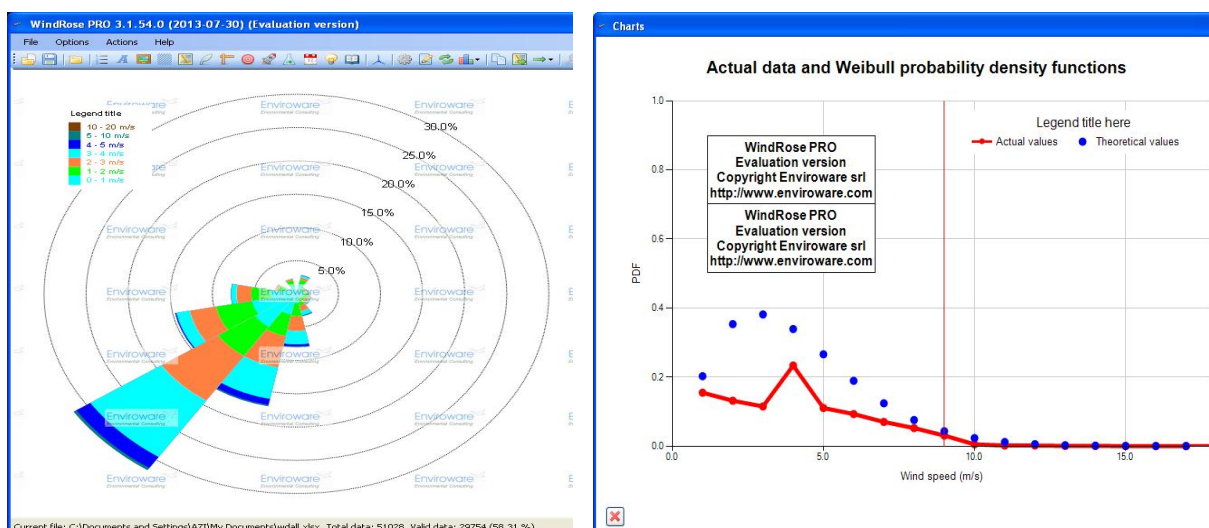 WindRose PRO 3.1.54.0 (2013-07-30) (Evaluation version)
File Options Actions Help
Legend title
10 - 20 m/s
5 - 10 m/s
4 - 5 m/s
3 - 4 m/s
2 - 3 m/s
1 - 2 m/s
0 - 1 m/s
30.0%
25.0%
20.0%
15.0%
10.0%
5.0%
Enviroware
Environmental Consulting
Current file: C:\Documents and Settings\AZI\My Documents\wdall.xlsx Total data: 51028 Valid data: 29754 (58.31 %)
Charts
Actual data and Weibull probability density functions
Legend title here
Actual values Theoretical values
WindRose PRO
Evaluation version
Copyright Enviroware srl
http://www.enviroware.com
WindRose PRO
Evaluation version
Copyright Enviroware srl
http://www.enviroware.com
PDF
1.0
0.8
0.6
0.4
0.2
0.0
0.0 5.0 10.0 15.0
Wind speed (m/s)